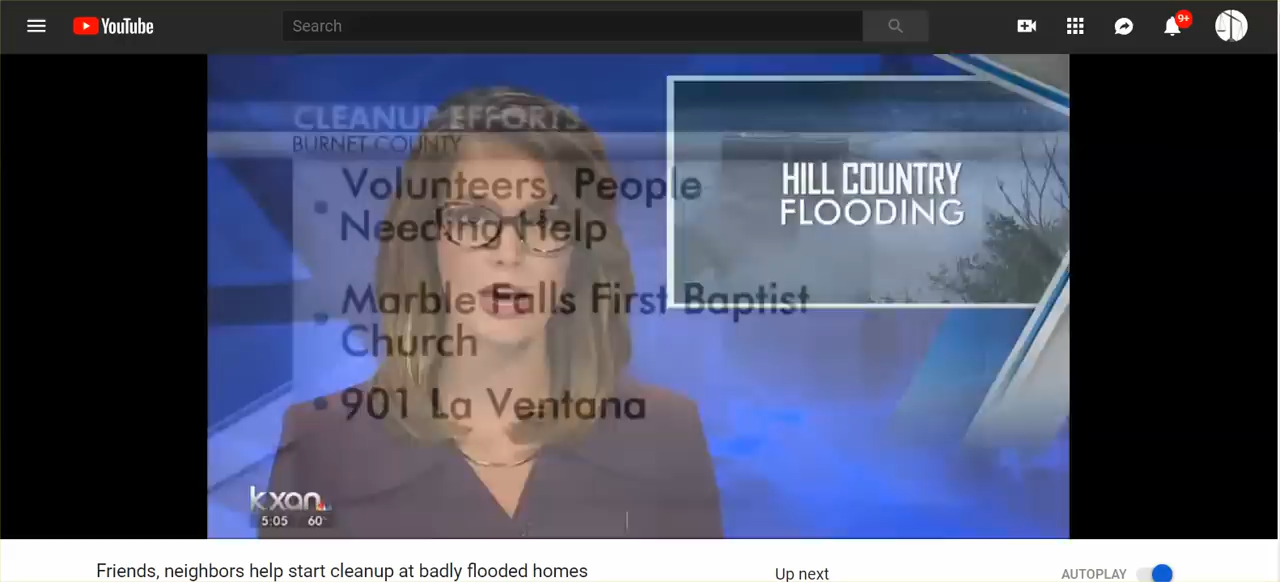 YouTube
Search
9+
CLEANUP EFFORTS
BURNET COUNTY
• Volunteers, People
Needing Help
• Marble Falls First Baptist
Church
• 901 La Ventana
HILL COUNTRY
FLOODING
kxan
5:05 60°
Friends, neighbors help start cleanup at badly flooded homes
Up next
AUTOPLAY